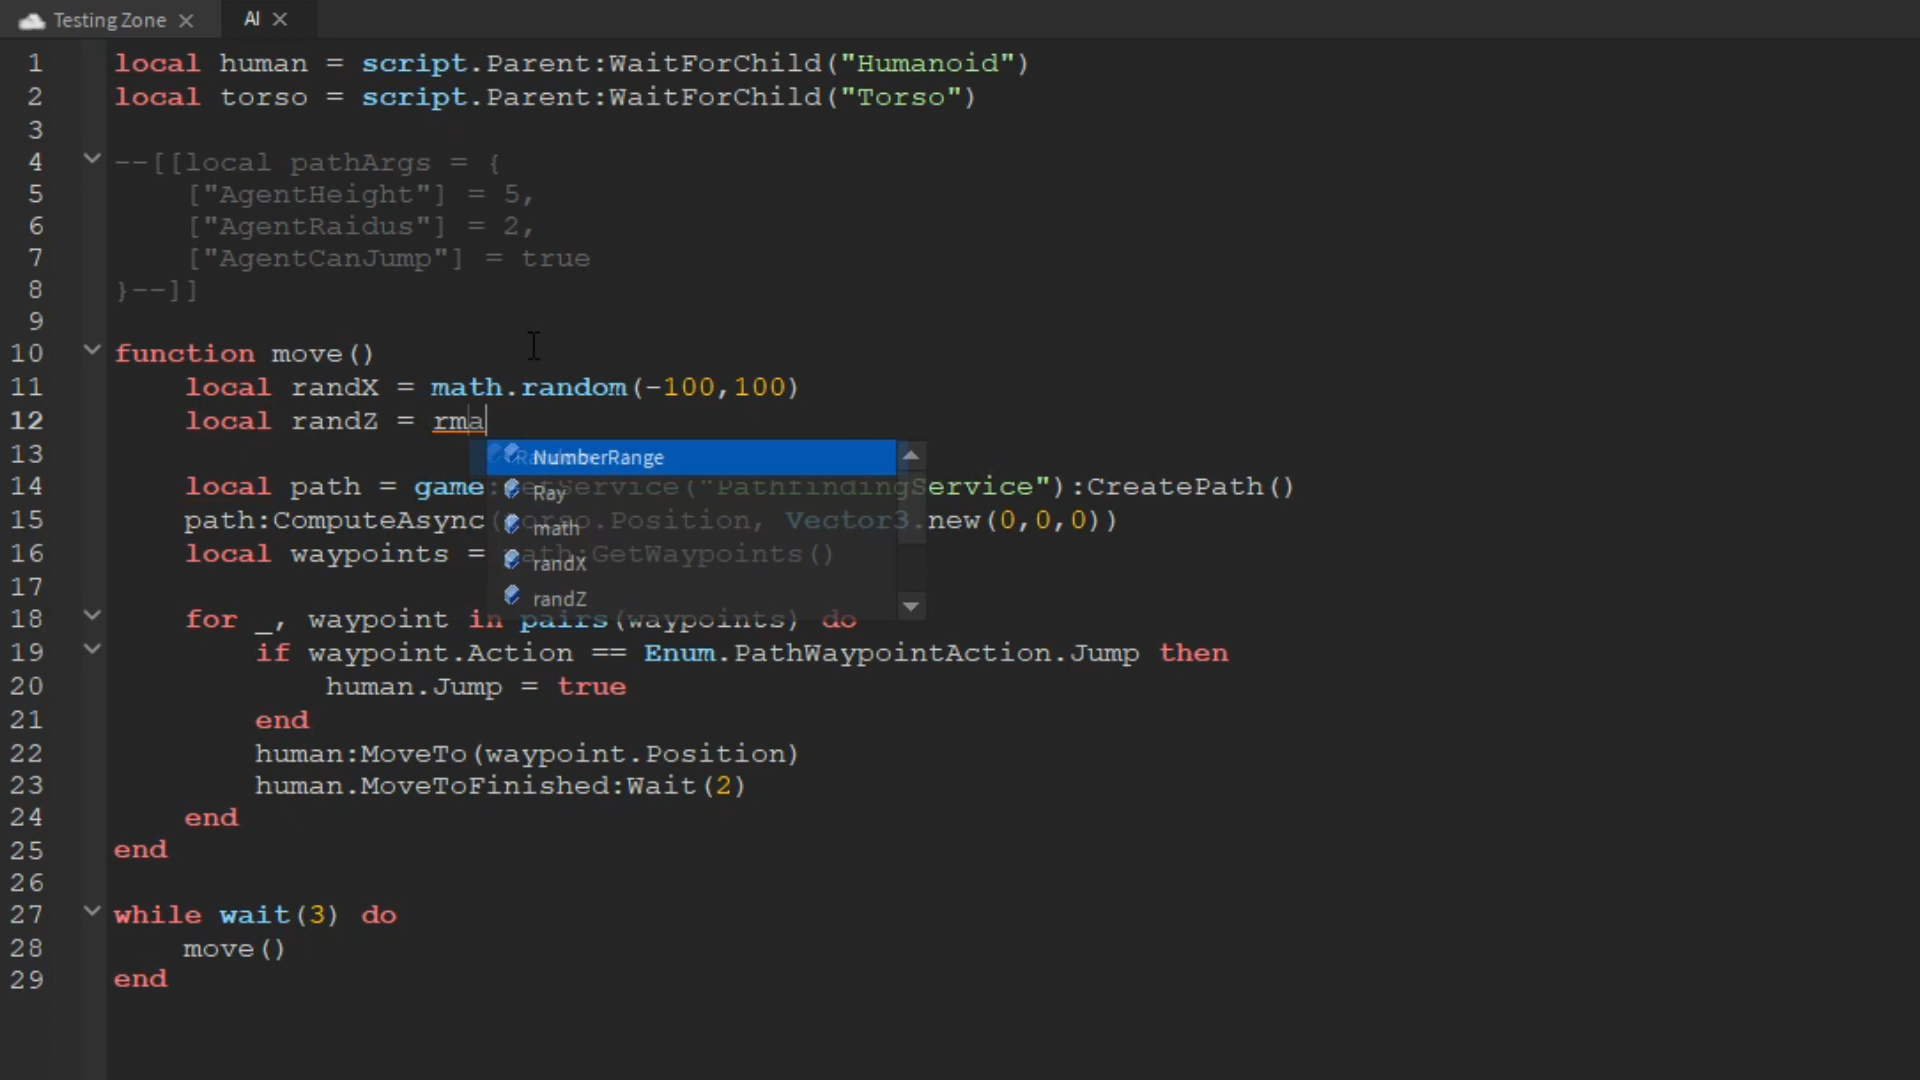 Testing Zone
AI
1 local human = script.Parent:WaitForChild("Humanoid")
2 local torso = script.Parent:WaitForChild("Torso")
3
4 --[[local pathArgs = {
5 ["AgentHeight"] = 5,
6 ["AgentRaidus"] = 2,
7 ["AgentCanJump"] = true
8 }--]]
9
10 function move()
11 local randX = math.random(-100,100)
12 local randZ = rma
NumberRange
Ray
math
randX
randZ
13
14 local path = game:GetService("PathfindingService"):CreatePath()
15 path:ComputeAsync(torso.Position, Vector3.new(0,0,0))
16 local waypoints = path:GetWaypoints()
17
18 for _, waypoint in pairs(waypoints) do
19 if waypoint.Action == Enum.PathWaypointAction.Jump then
20 human.Jump = true
21 end
22 human:MoveTo(waypoint.Position)
23 human.MoveToFinished:Wait(2)
24 end
25 end
26
27 while wait(3) do
28 move()
29 end